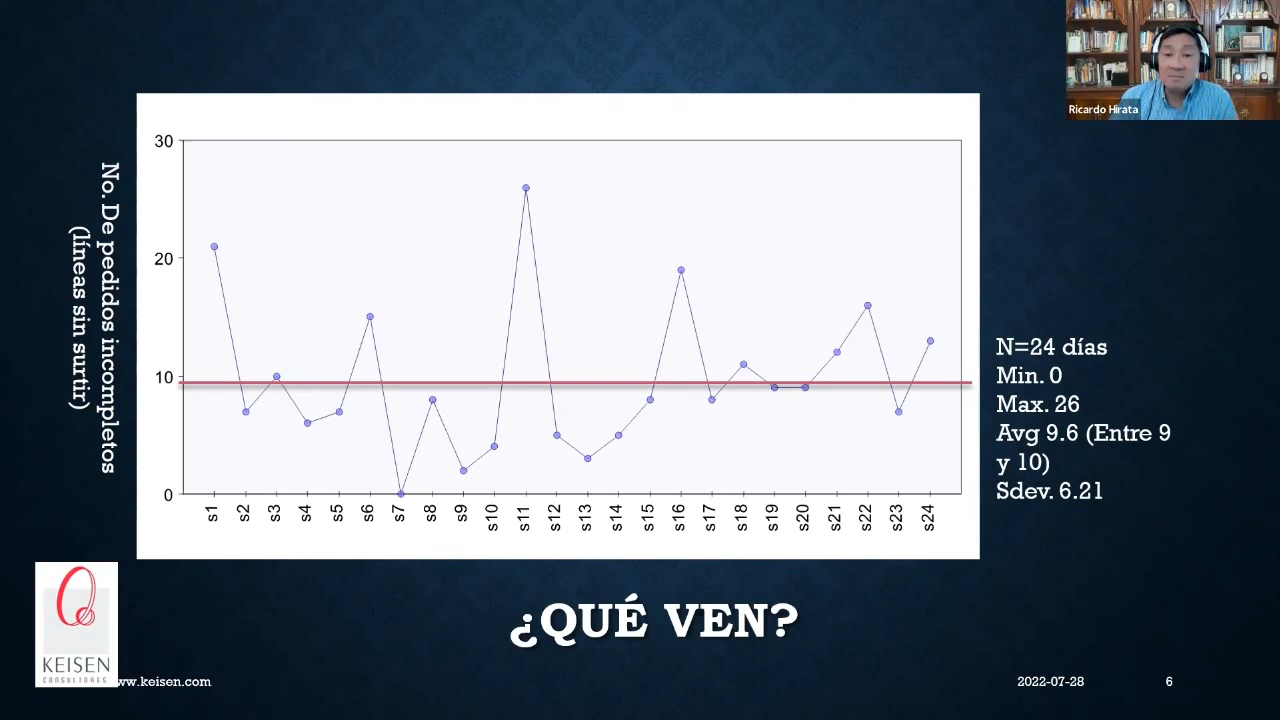 Ricardo Hirata
No. De pedidos incompletos
(líneas sin surtir)
30
20
10
0
s1
s2
s3
s4
s5
s6
s7
s8
s9
s10
s11
s12
s13
s14
s15
s16
s17
s18
s19
s20
s21
s22
s23
s24
N=24 días
Min. 0
Max. 26
Avg 9.6 (Entre 9
y 10)
Sdev. 6.21
¿QUÉ VEN?
KEISEN
CONSULTORES
ww.keisen.com
2022-07-28
6